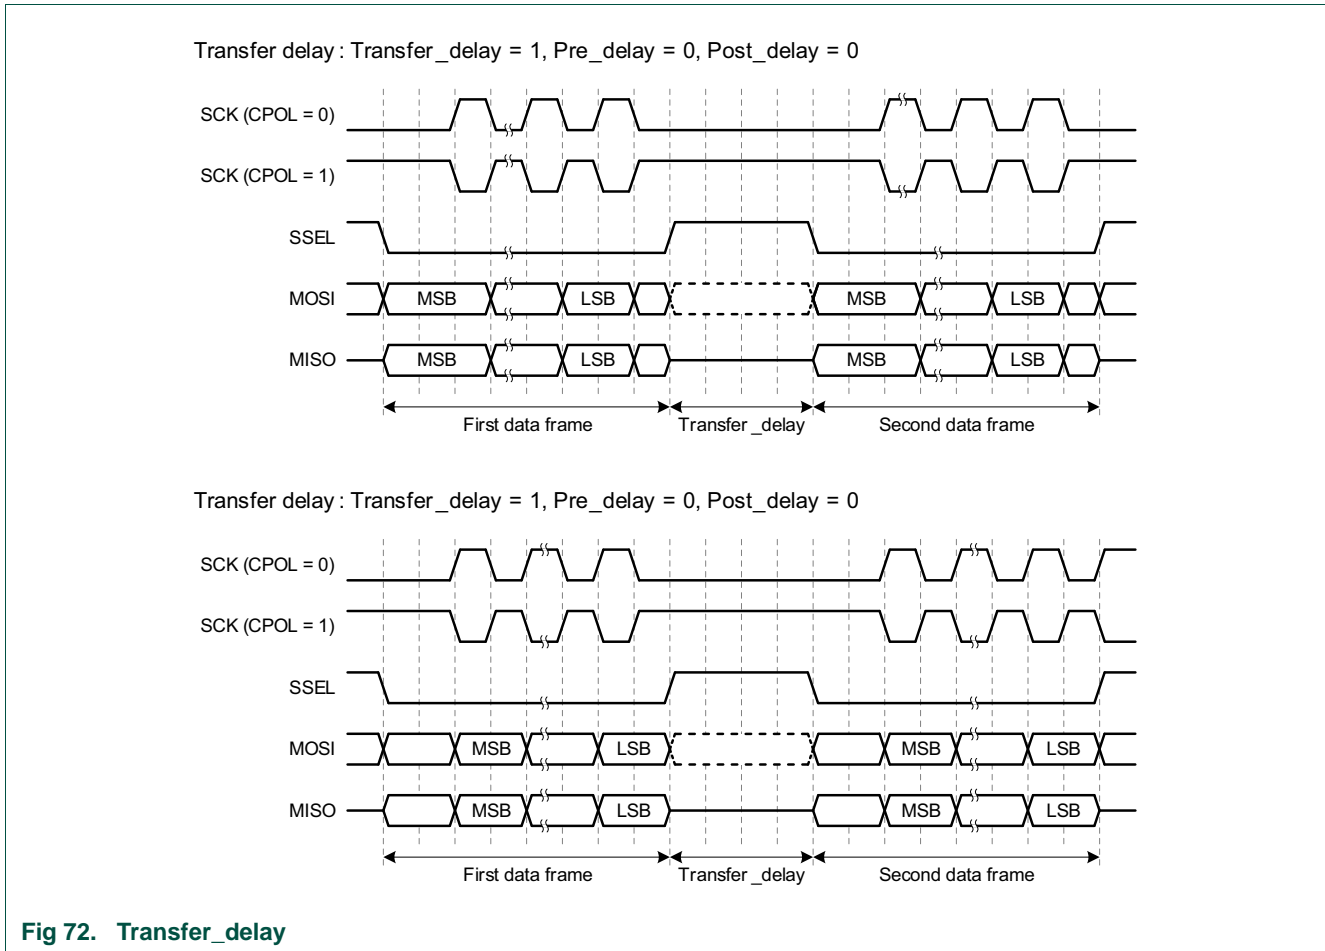 Transfer delay : Transfer_delay = 1, Pre_delay = 0, Post_delay = 0
SCK (CPOL = 0)
SCK (CPOL = 1)
SSEL
MOSI MSB LSB MSB LSB
MISO MSB LSB MSB LSB
First data frame Transfer_delay Second data frame
Transfer delay : Transfer_delay = 1, Pre_delay = 0, Post_delay = 0
SCK (CPOL = 0)
SCK (CPOL = 1)
SSEL
MOSI MSB LSB MSB LSB
MISO MSB LSB MSB LSB
First data frame Transfer_delay Second data frame
Fig 72. Transfer_delay